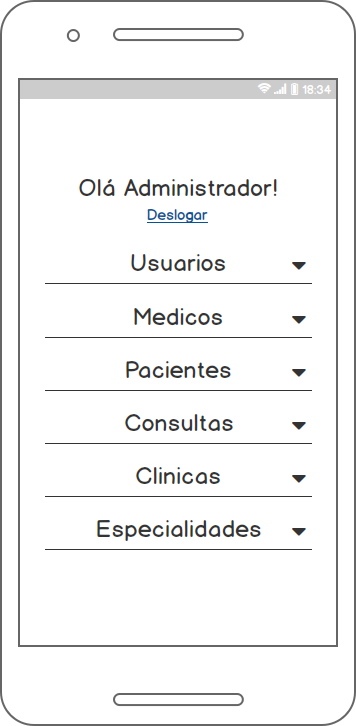 18:34
Olá Administrador!
Deslogar
Usuarios
Medicos
Pacientes
Consultas
Clinicas
Especialidades